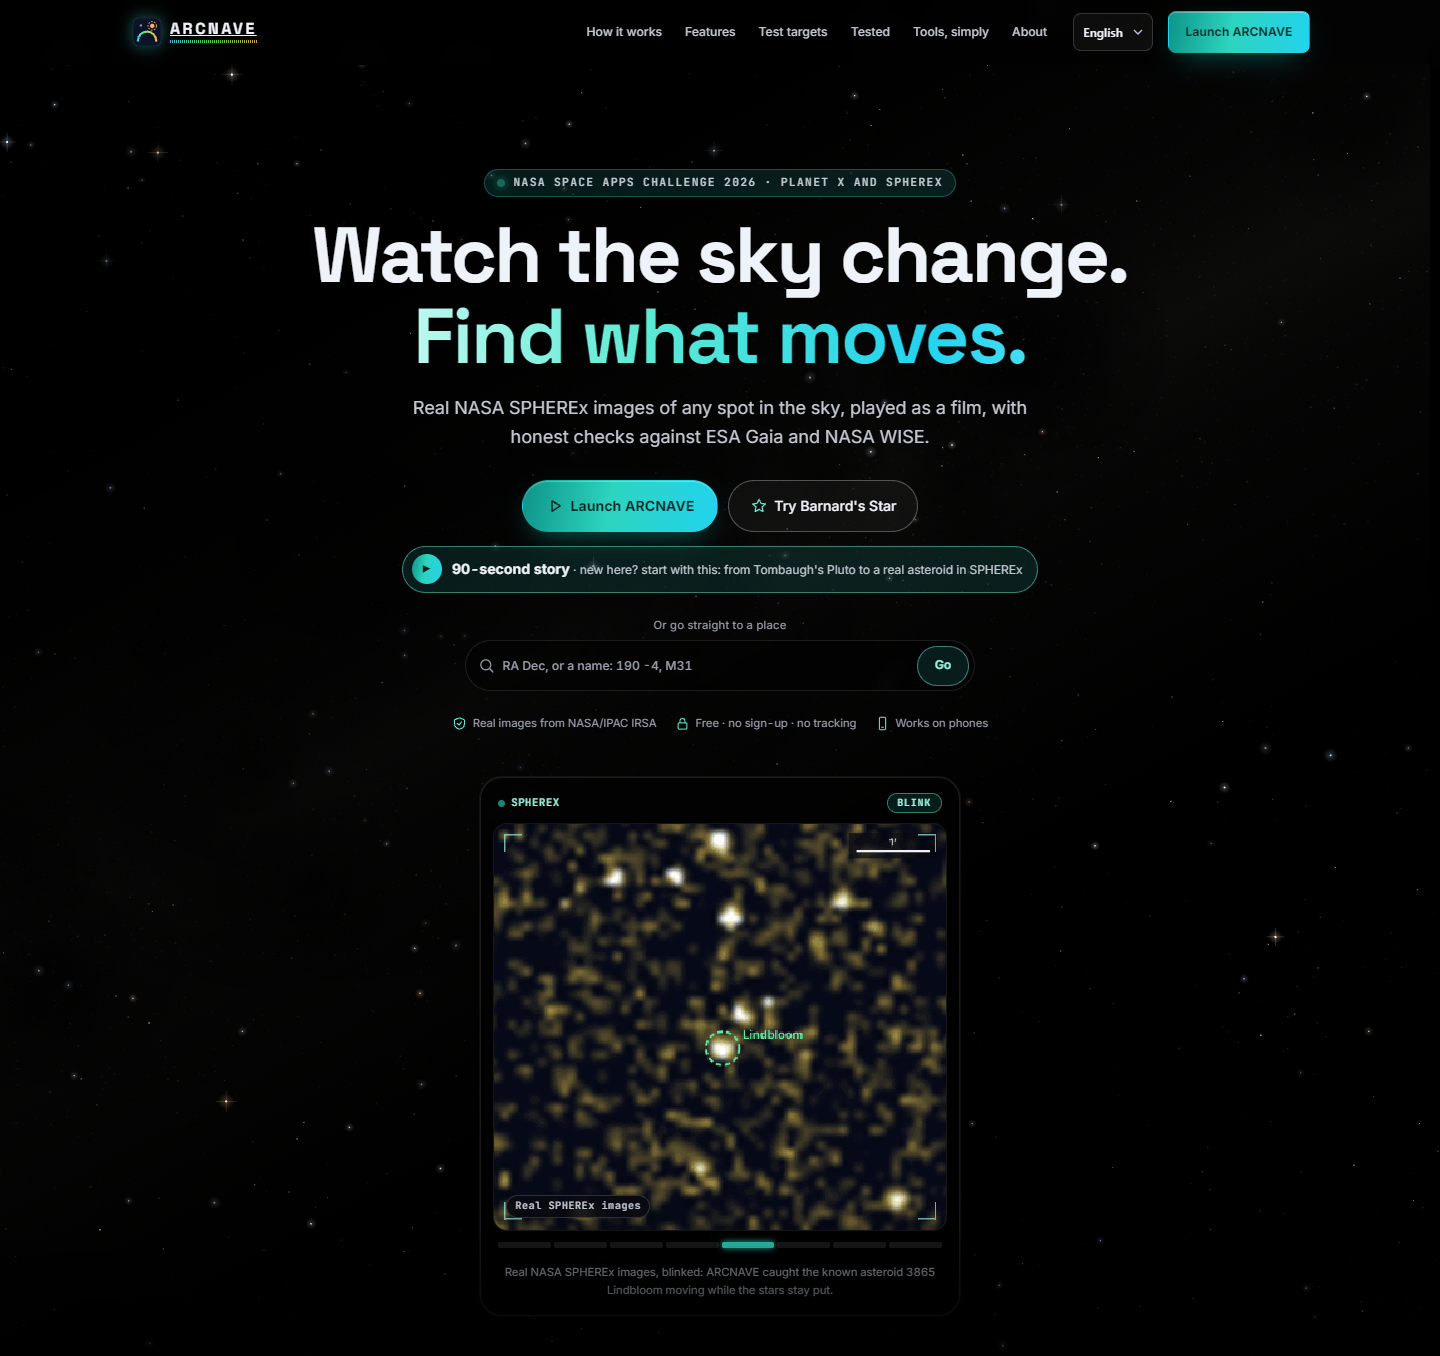 ARCNAVE
How it works
Features
Test targets
Tested
Tools, simply
About
English
Launch ARCNAVE
NASA SPACE APPS CHALLENGE 2026 · PLANET X AND SPHEREX
Watch the sky change.
Find what moves.
Real NASA SPHEREx images of any spot in the sky, played as a film, with
honest checks against ESA Gaia and NASA WISE.
Launch ARCNAVE
Try Barnard's Star
90-second story · new here? start with this: from Tombaugh's Pluto to a real asteroid in SPHEREx
Or go straight to a place
RA Dec, or a name: 190 -4, M31
Go
Real images from NASA/IPAC IRSA
Free · no sign-up · no tracking
Works on phones
SPHEREX
BLINK
1'
Lindbloom
Real SPHEREx images
Real NASA SPHEREx images, blinked: ARCNAVE caught the known asteroid 3865
Lindbloom moving while the stars stay put.